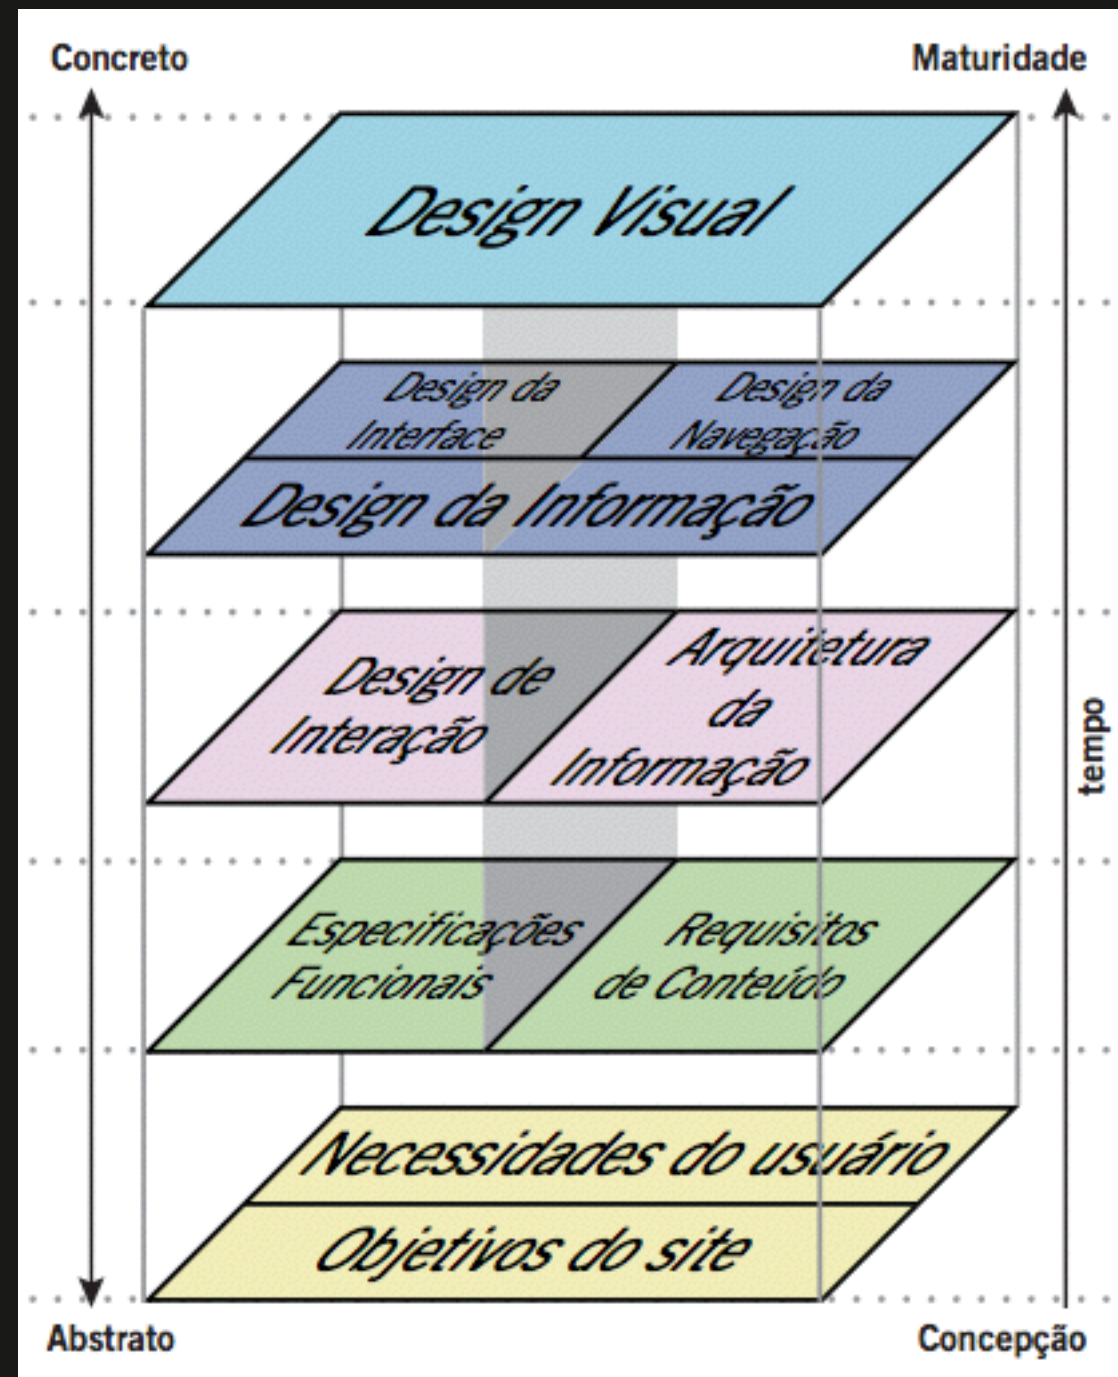 Concreto
Maturidade
Design Visual
Design da
Interface
Design da
Navegação
Design da Informação
Design de
Interação
Arquitetura
da
Informação
tempo
Especificações
Funcionais
Requisitos
de Conteúdo
Necessidades do usuário
Objetivos do site
Abstrato
Concepção